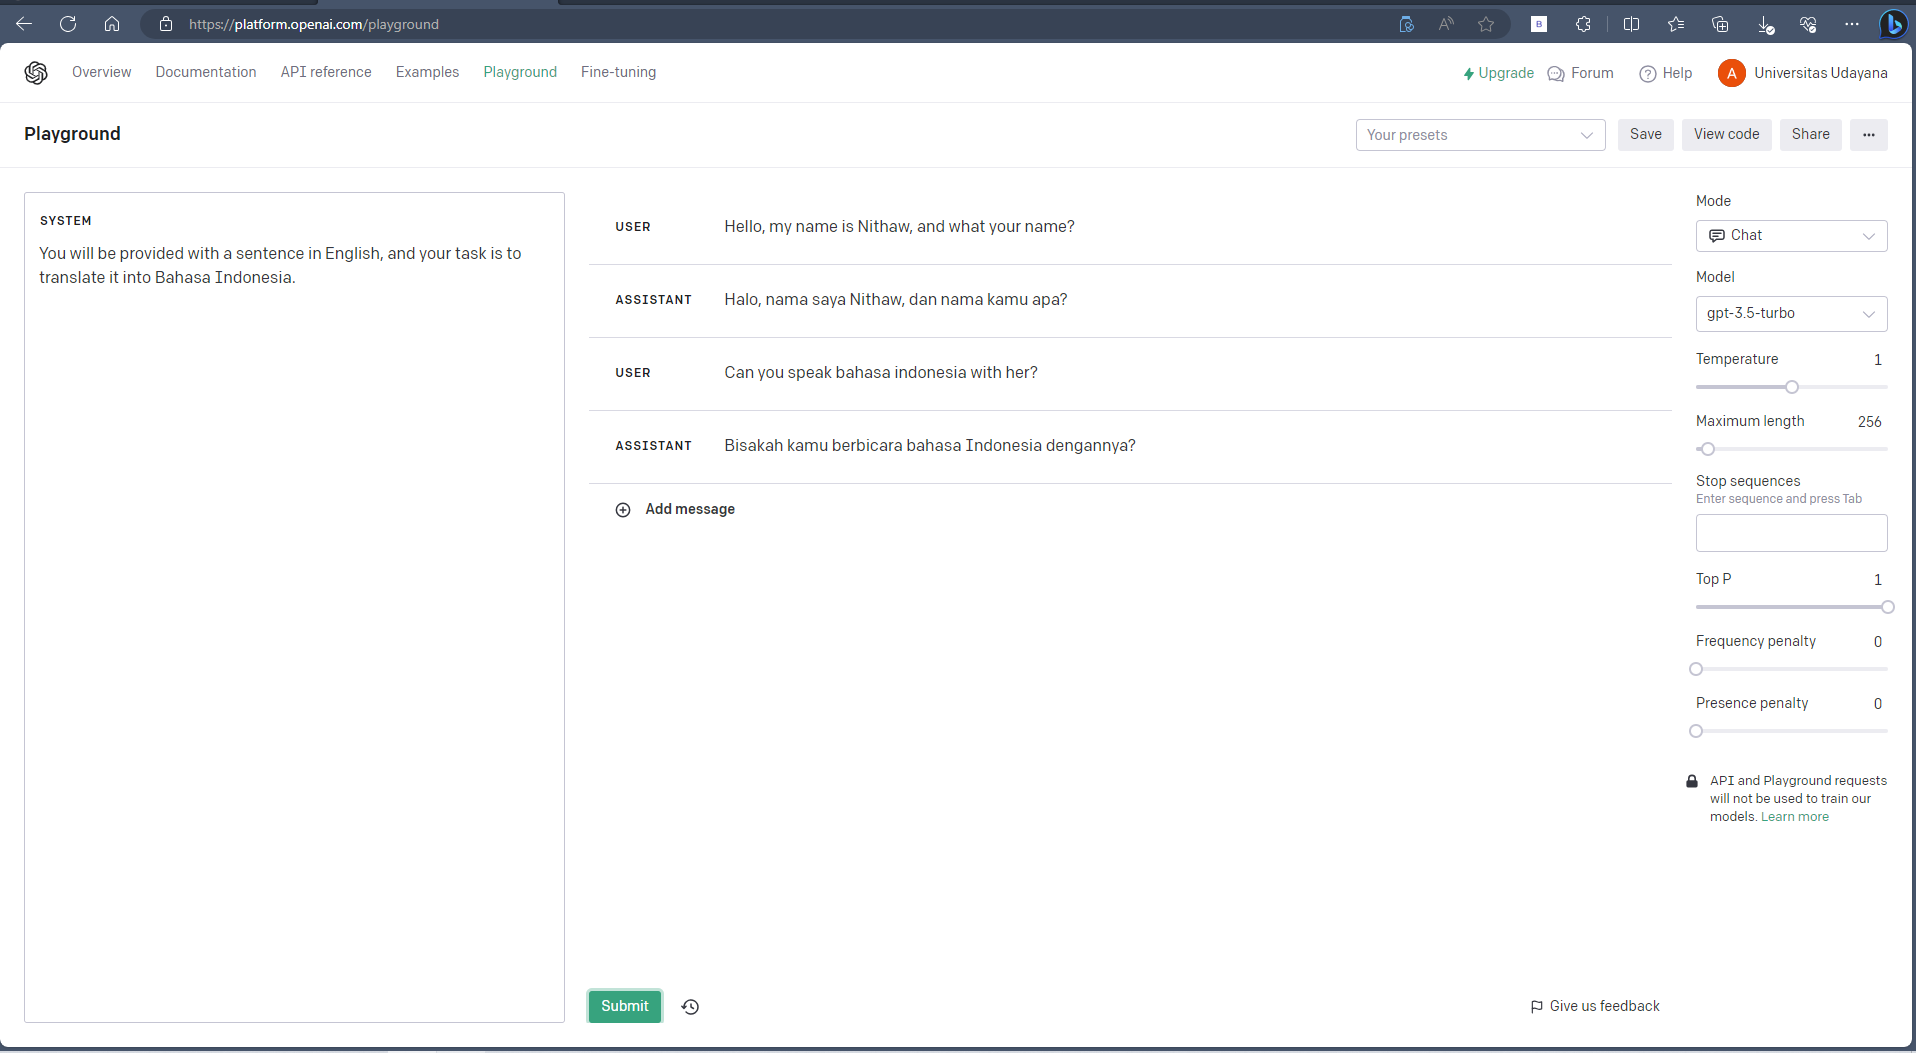 https://platform.openai.com/playground
Overview Documentation API reference Examples Playground Fine-tuning Upgrade Forum Help A Universitas Udayana
Playground
Your presets Save View code Share ...
SYSTEM
You will be provided with a sentence in English, and your task is to
translate it into Bahasa Indonesia.
USER Hello, my name is Nithaw, and what your name?
ASSISTANT Halo, nama saya Nithaw, dan nama kamu apa?
USER Can you speak bahasa indonesia with her?
ASSISTANT Bisakah kamu berbicara bahasa Indonesia dengannya?
Add message
Submit
Give us feedback
Mode
Chat
Model
gpt-3.5-turbo
Temperature 1
Maximum length 256
Stop sequences
Enter sequence and press Tab
Top P 1
Frequency penalty 0
Presence penalty 0
API and Playground requests
will not be used to train our
models. Learn more